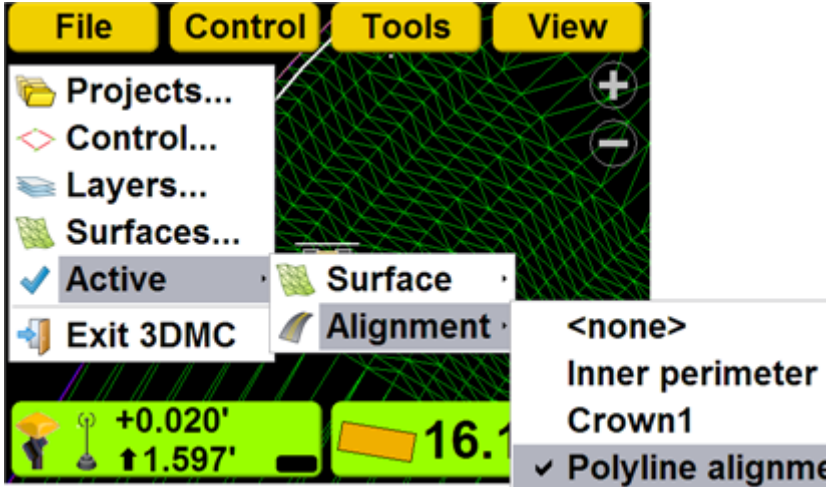 File Control Tools View
Projects...
Control...
Layers...
Surfaces...
Active
Exit 3DMC
Surface
Alignment
<none>
Inner perimeter
Crown1
Polyline
+0.020'
1.597'
16.1